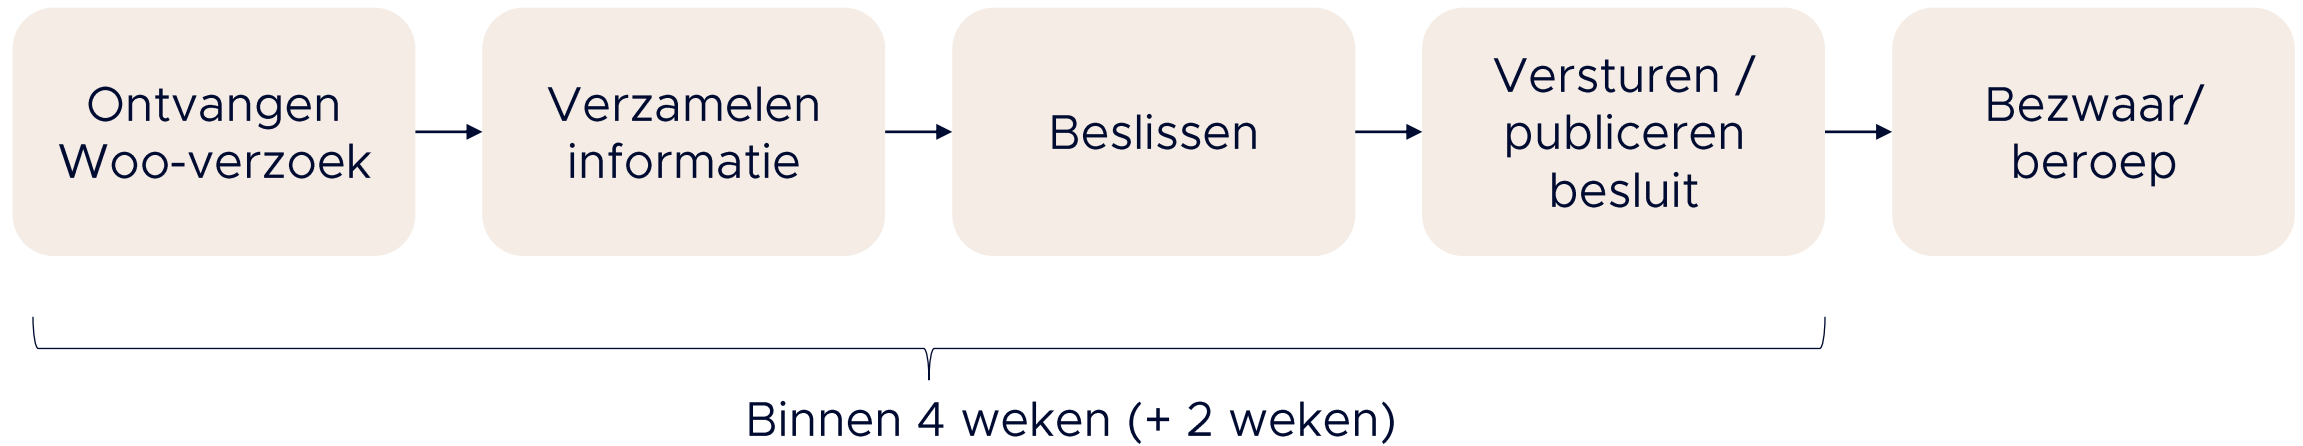 Ontvangen
Woo-verzoek
Verzamelen
informatie
Beslissen
Versturen /
publiceren
besluit
Bezwaar/
beroep
Binnen 4 weken (+ 2 weken)